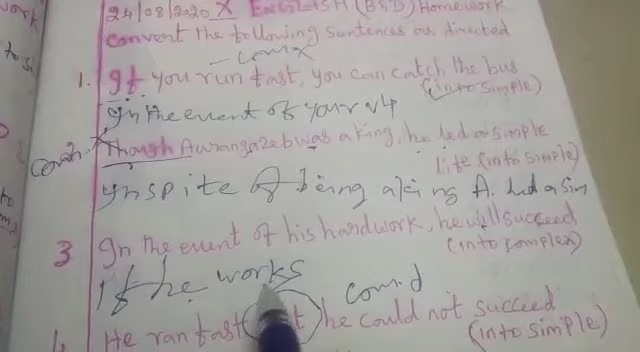 24/08/2020 X ENGLISH (B&D) Homework
Convert the following Sentences as directed
- comx
1. If you run fast, you can catch the bus
(into simple)
In the event of your
Though Aurangazeb was a king, he led a simple
life (into simple)
Inspite of being a king A. led a sim
3 In the event of his hardwork, he will succeed
(into complex)
If he works
com.d
He ran fast he could not succeed
(into simple)